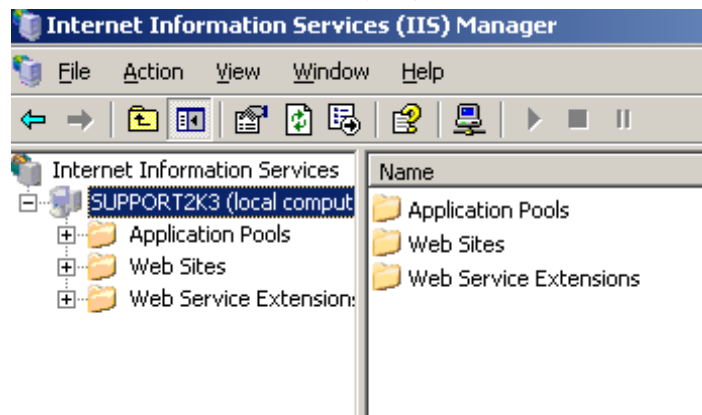 Internet Information Services (IIS) Manager
File Action View Window Help
Internet Information Services
SUPPORT2K3 (local comput
Application Pools
Web Sites
Web Service Extension
Name
Application Pools
Web Sites
Web Service Extensions